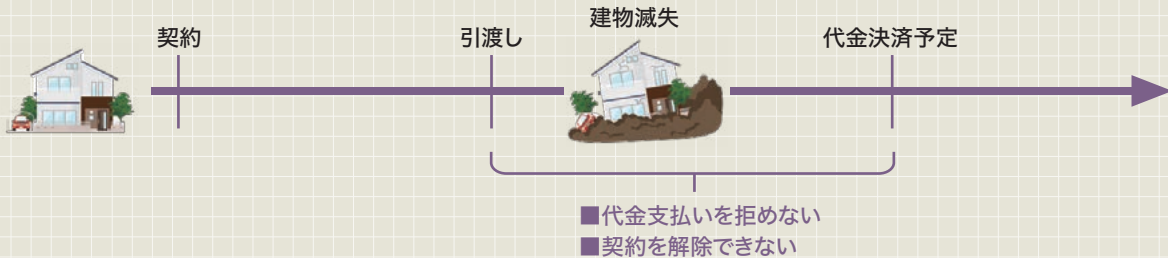 契約
引渡し
建物滅失
代金決済予定
■代金支払いを拒めない
■契約を解除できない